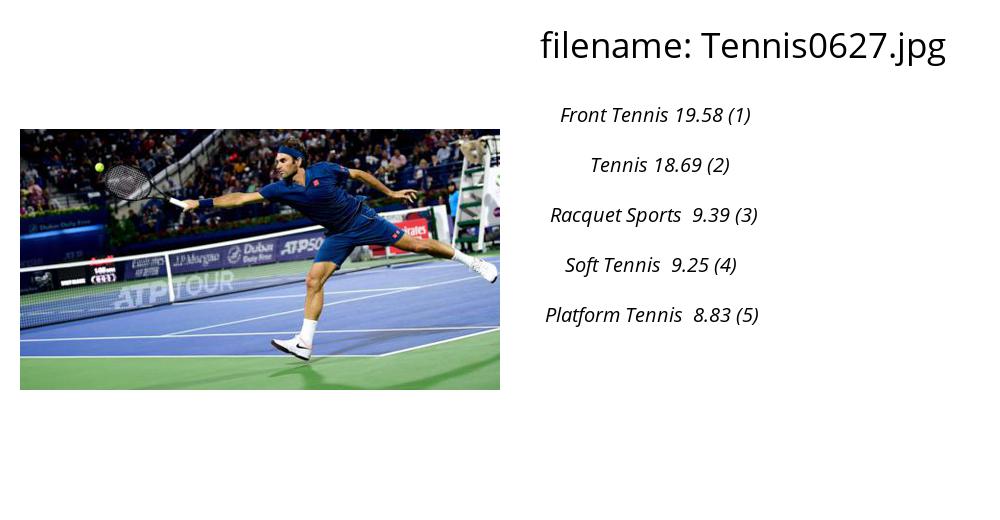 filename: Tennis0627.jpg
Front Tennis 19.58 (1)
Tennis 18.69 (2)
Racquet Sports 9.39 (3)
Soft Tennis 9.25 (4)
Platform Tennis 8.83 (5)
Dubai Duty Free
Emirates
J.P.Morgan
Dubai
Duty Free
ATP500
ATP TOUR